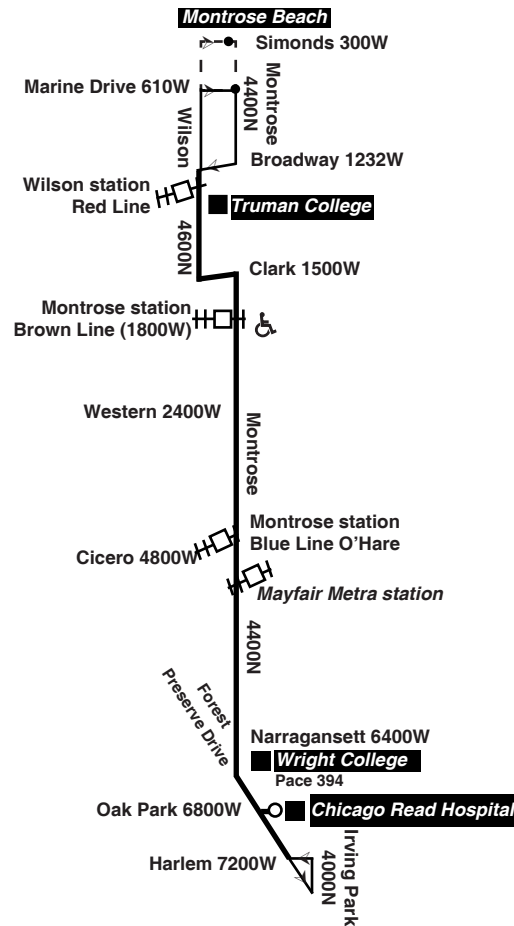 Montrose Beach
Simonds 300W
Marine Drive 610W
Montrose
4400N
Wilson
Broadway 1232W
Wilson station
Red Line
Truman College
4600N
Clark 1500W
Montrose station
Brown Line (1800W)
Western 2400W
Montrose
Montrose station
Blue Line O’Hare
Cicero 4800W
Mayfair Metra station
4400N
Forest
Preserve Drive
Narragansett 6400W
Wright College
Pace 394
Oak Park 6800W
Chicago Read Hospital
Harlem 7200W
Irving Park
4000N